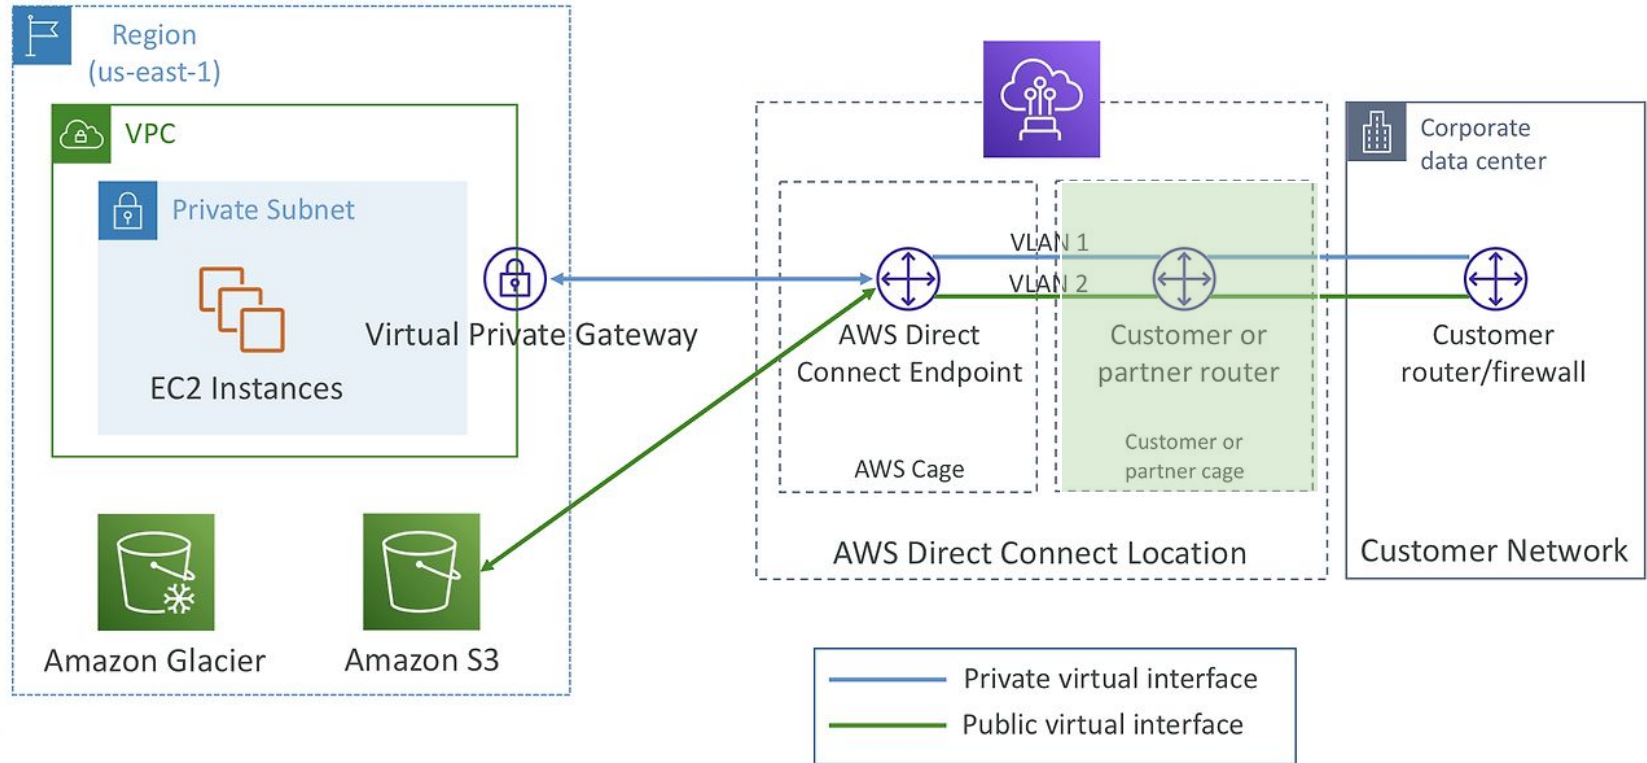 Region
(us-east-1)
VPC
Private Subnet
EC2 Instances
Virtual Private Gateway
Amazon Glacier
Amazon S3
VLAN 1
VLAN 2
AWS Direct
Connect Endpoint
AWS Cage
Customer or
partner router
Customer or
partner cage
AWS Direct Connect Location
Corporate
data center
Customer
router/firewall
Customer Network
Private virtual interface
Public virtual interface